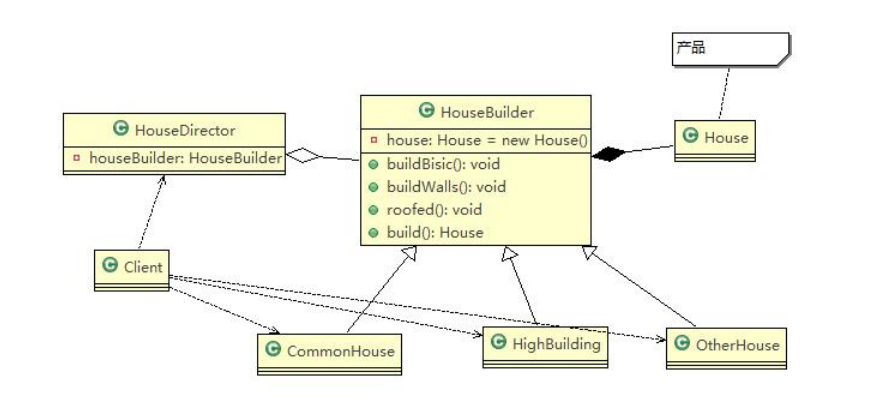 产品
HouseBuilder
house: House = new House()
buildBisic(): void
buildWalls(): void
roofed(): void
build(): House
HouseDirector
houseBuilder: HouseBuilder
House
Client
CommonHouse
HighBuilding
OtherHouse